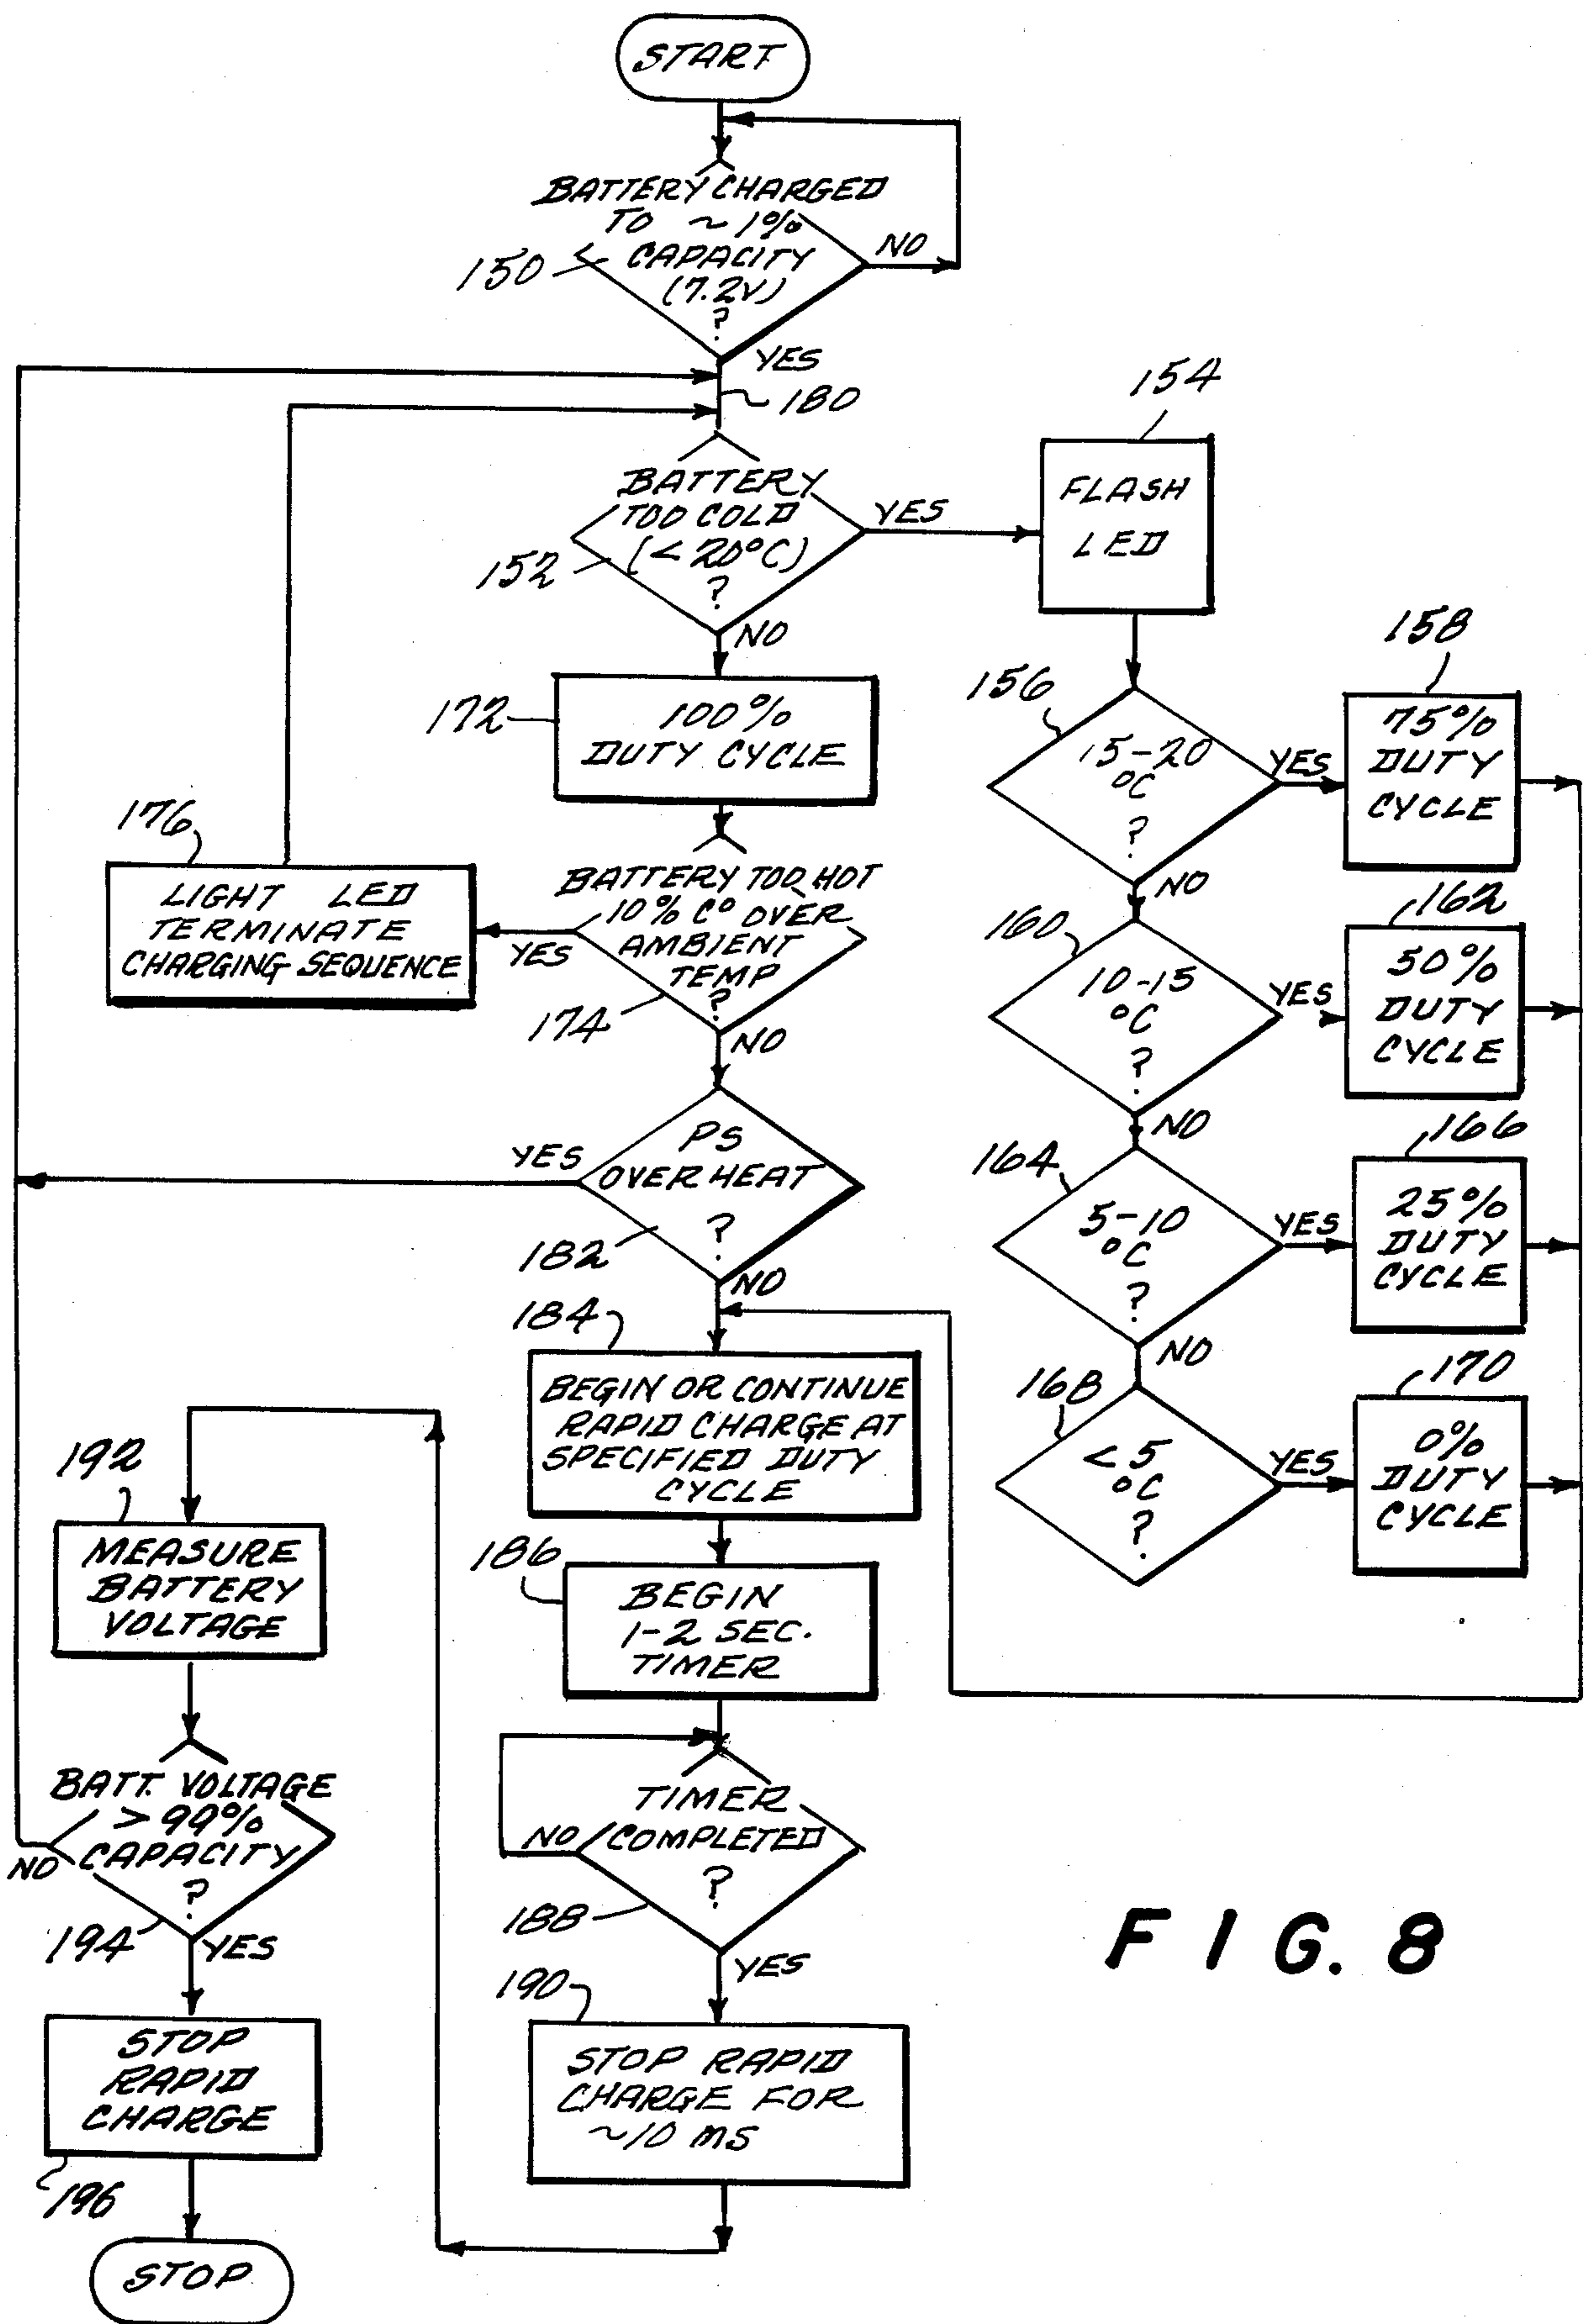 START
BATTERY CHARGED
TO ~1%
CAPACITY
(7.2V)
?
NO
150
YES
180
154
BATTERY
TOO COLD
(<20°C)
?
YES
152
NO
FLASH
LED
172
100%
DUTY CYCLE
156
15-20
°C
?
YES
NO
158
75%
DUTY
CYCLE
176
LIGHT LED
TERMINATE
CHARGING SEQUENCE
BATTERY TOO HOT
10% C° OVER
AMBIENT
TEMP
?
YES
174
NO
160
10-15
°C
?
YES
NO
162
50%
DUTY
CYCLE
PS
OVER HEAT
?
YES
182
NO
164
5-10
°C
?
YES
NO
166
25%
DUTY
CYCLE
184
BEGIN OR CONTINUE
RAPID CHARGE AT
SPECIFIED DUTY
CYCLE
168
<5
°C
?
YES
170
0%
DUTY
CYCLE
186
BEGIN
1-2 SEC.
TIMER
TIMER
COMPLETED
?
NO
188
YES
190
STOP RAPID
CHARGE FOR
~10 MS
192
MEASURE
BATTERY
VOLTAGE
BATT. VOLTAGE
>99%
CAPACITY
?
NO
194
YES
STOP
RAPID
CHARGE
196
STOP
FIG. 8